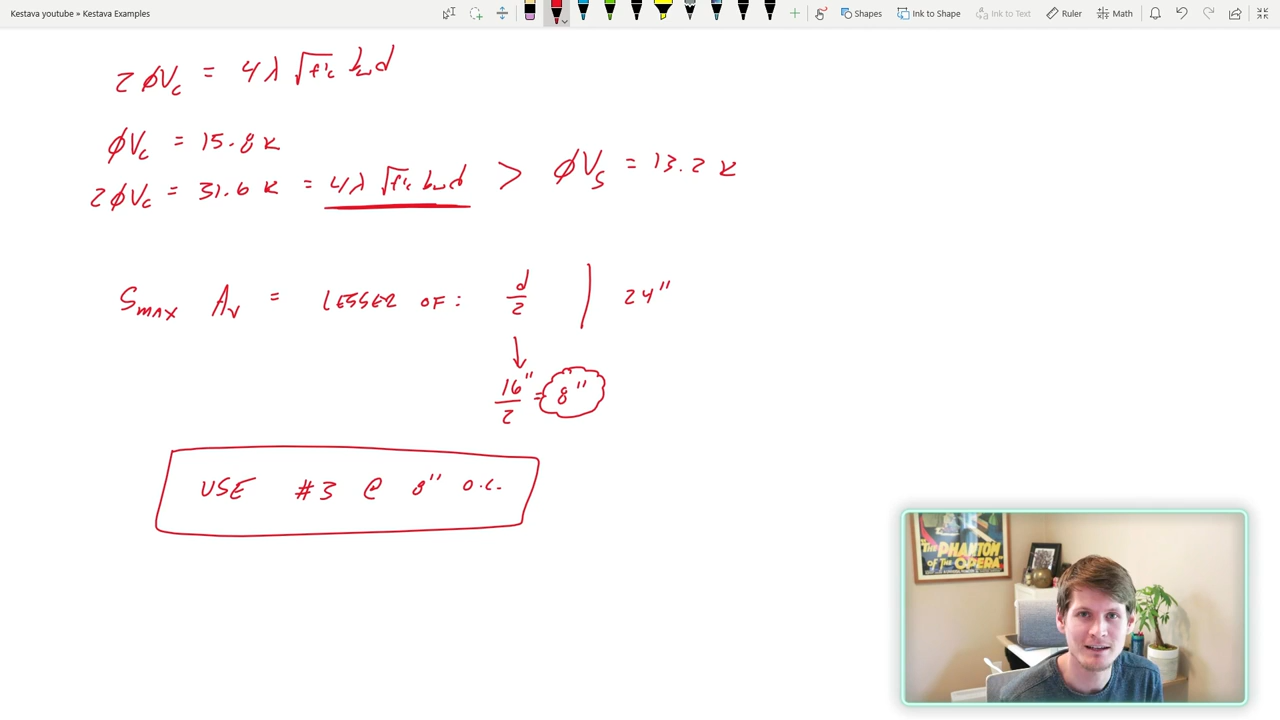 Kestava youtube » Kestava Examples
Shapes Ink to Shape Ink to Text Ruler Math
2ϕVc = 4λ √f'c bwd
ϕVc = 15.8 K
2ϕVc = 31.6 K = 4λ √f'c bwd > ϕVs = 13.2 K
SMAX Av = LESSER OF: d/2 | 24"
16"/2 = 8"
USE #3 @ 8" O.C.
"THE PHANTOM
OF THE OPERA"